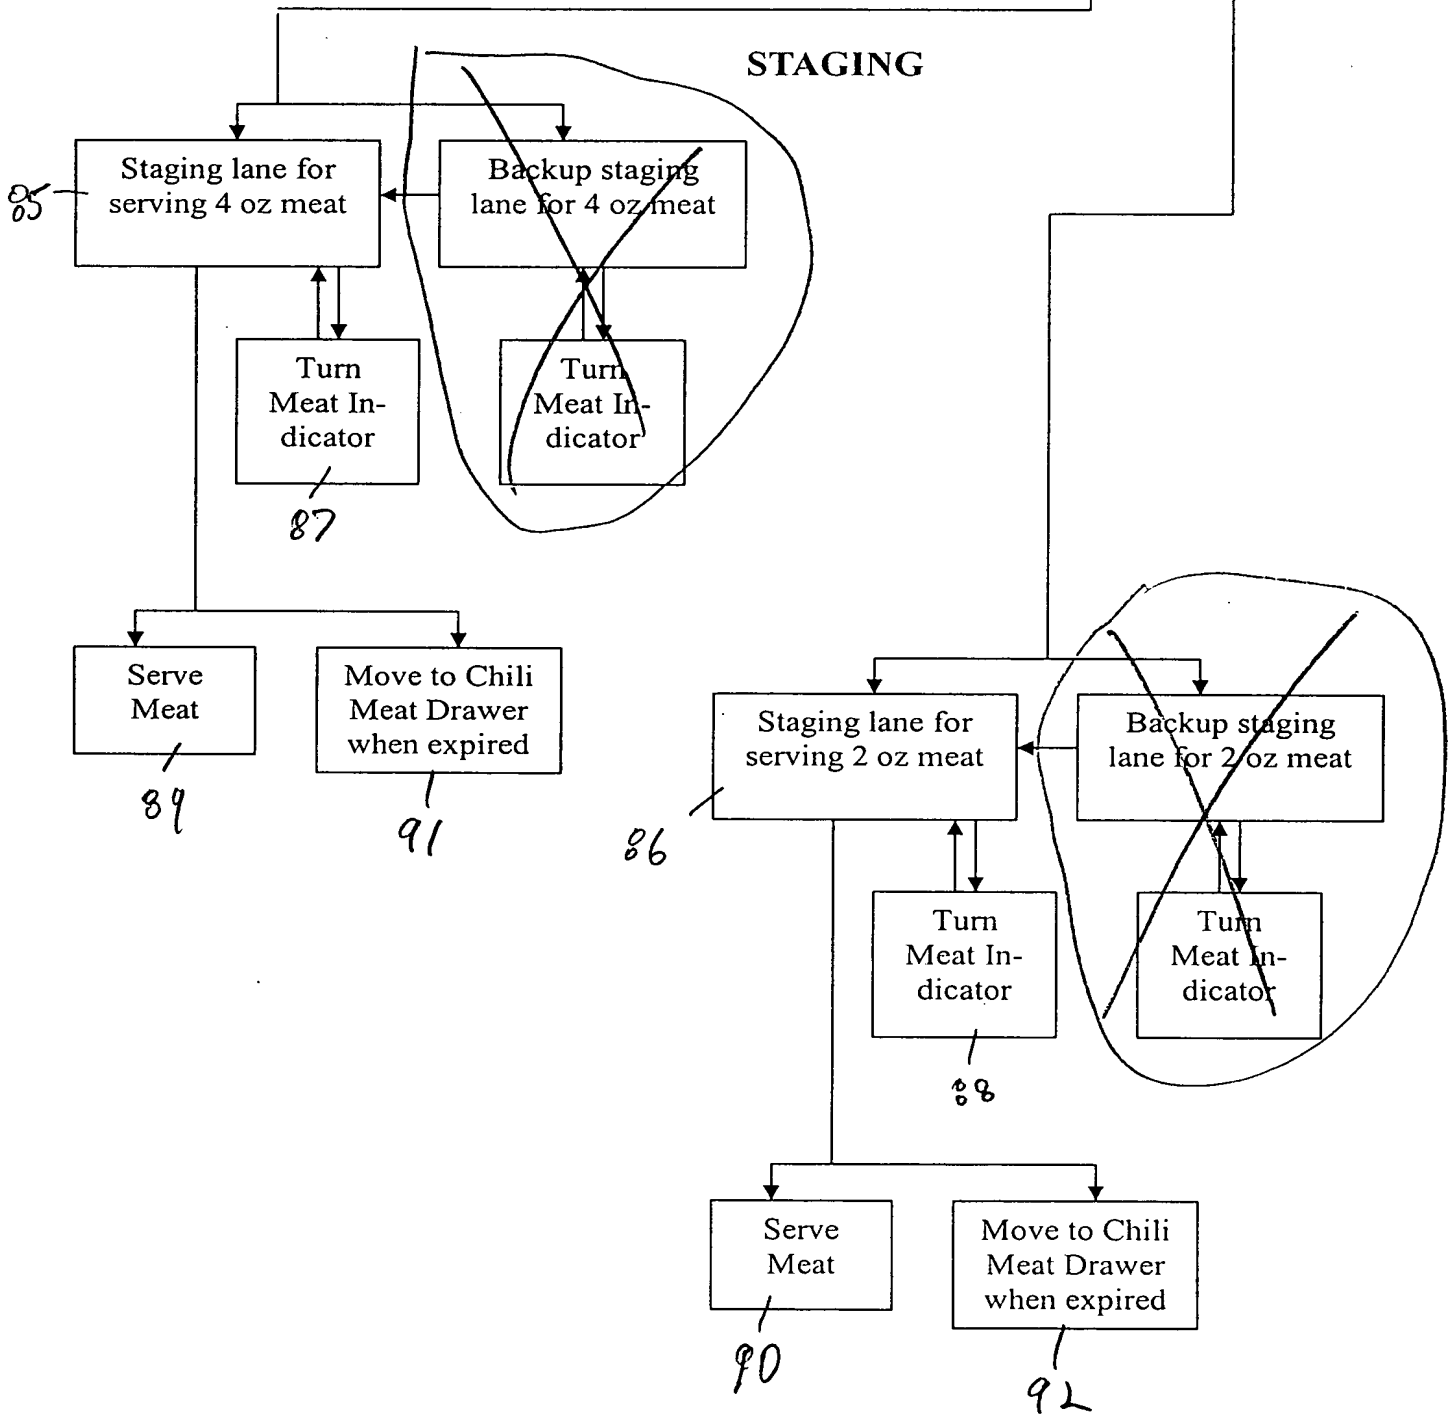 STAGING
Staging lane for
serving 4 oz meat
Backup staging
lane for 4 oz meat
85
Turn
Meat In-
dicator
Turn
Meat In-
dicator
87
Serve
Meat
Move to Chili
Meat Drawer
when expired
89
91
Staging lane for
serving 2 oz meat
Backup staging
lane for 2 oz meat
86
Turn
Meat In-
dicator
Turn
Meat In-
dicator
88
Serve
Meat
Move to Chili
Meat Drawer
when expired
90
92